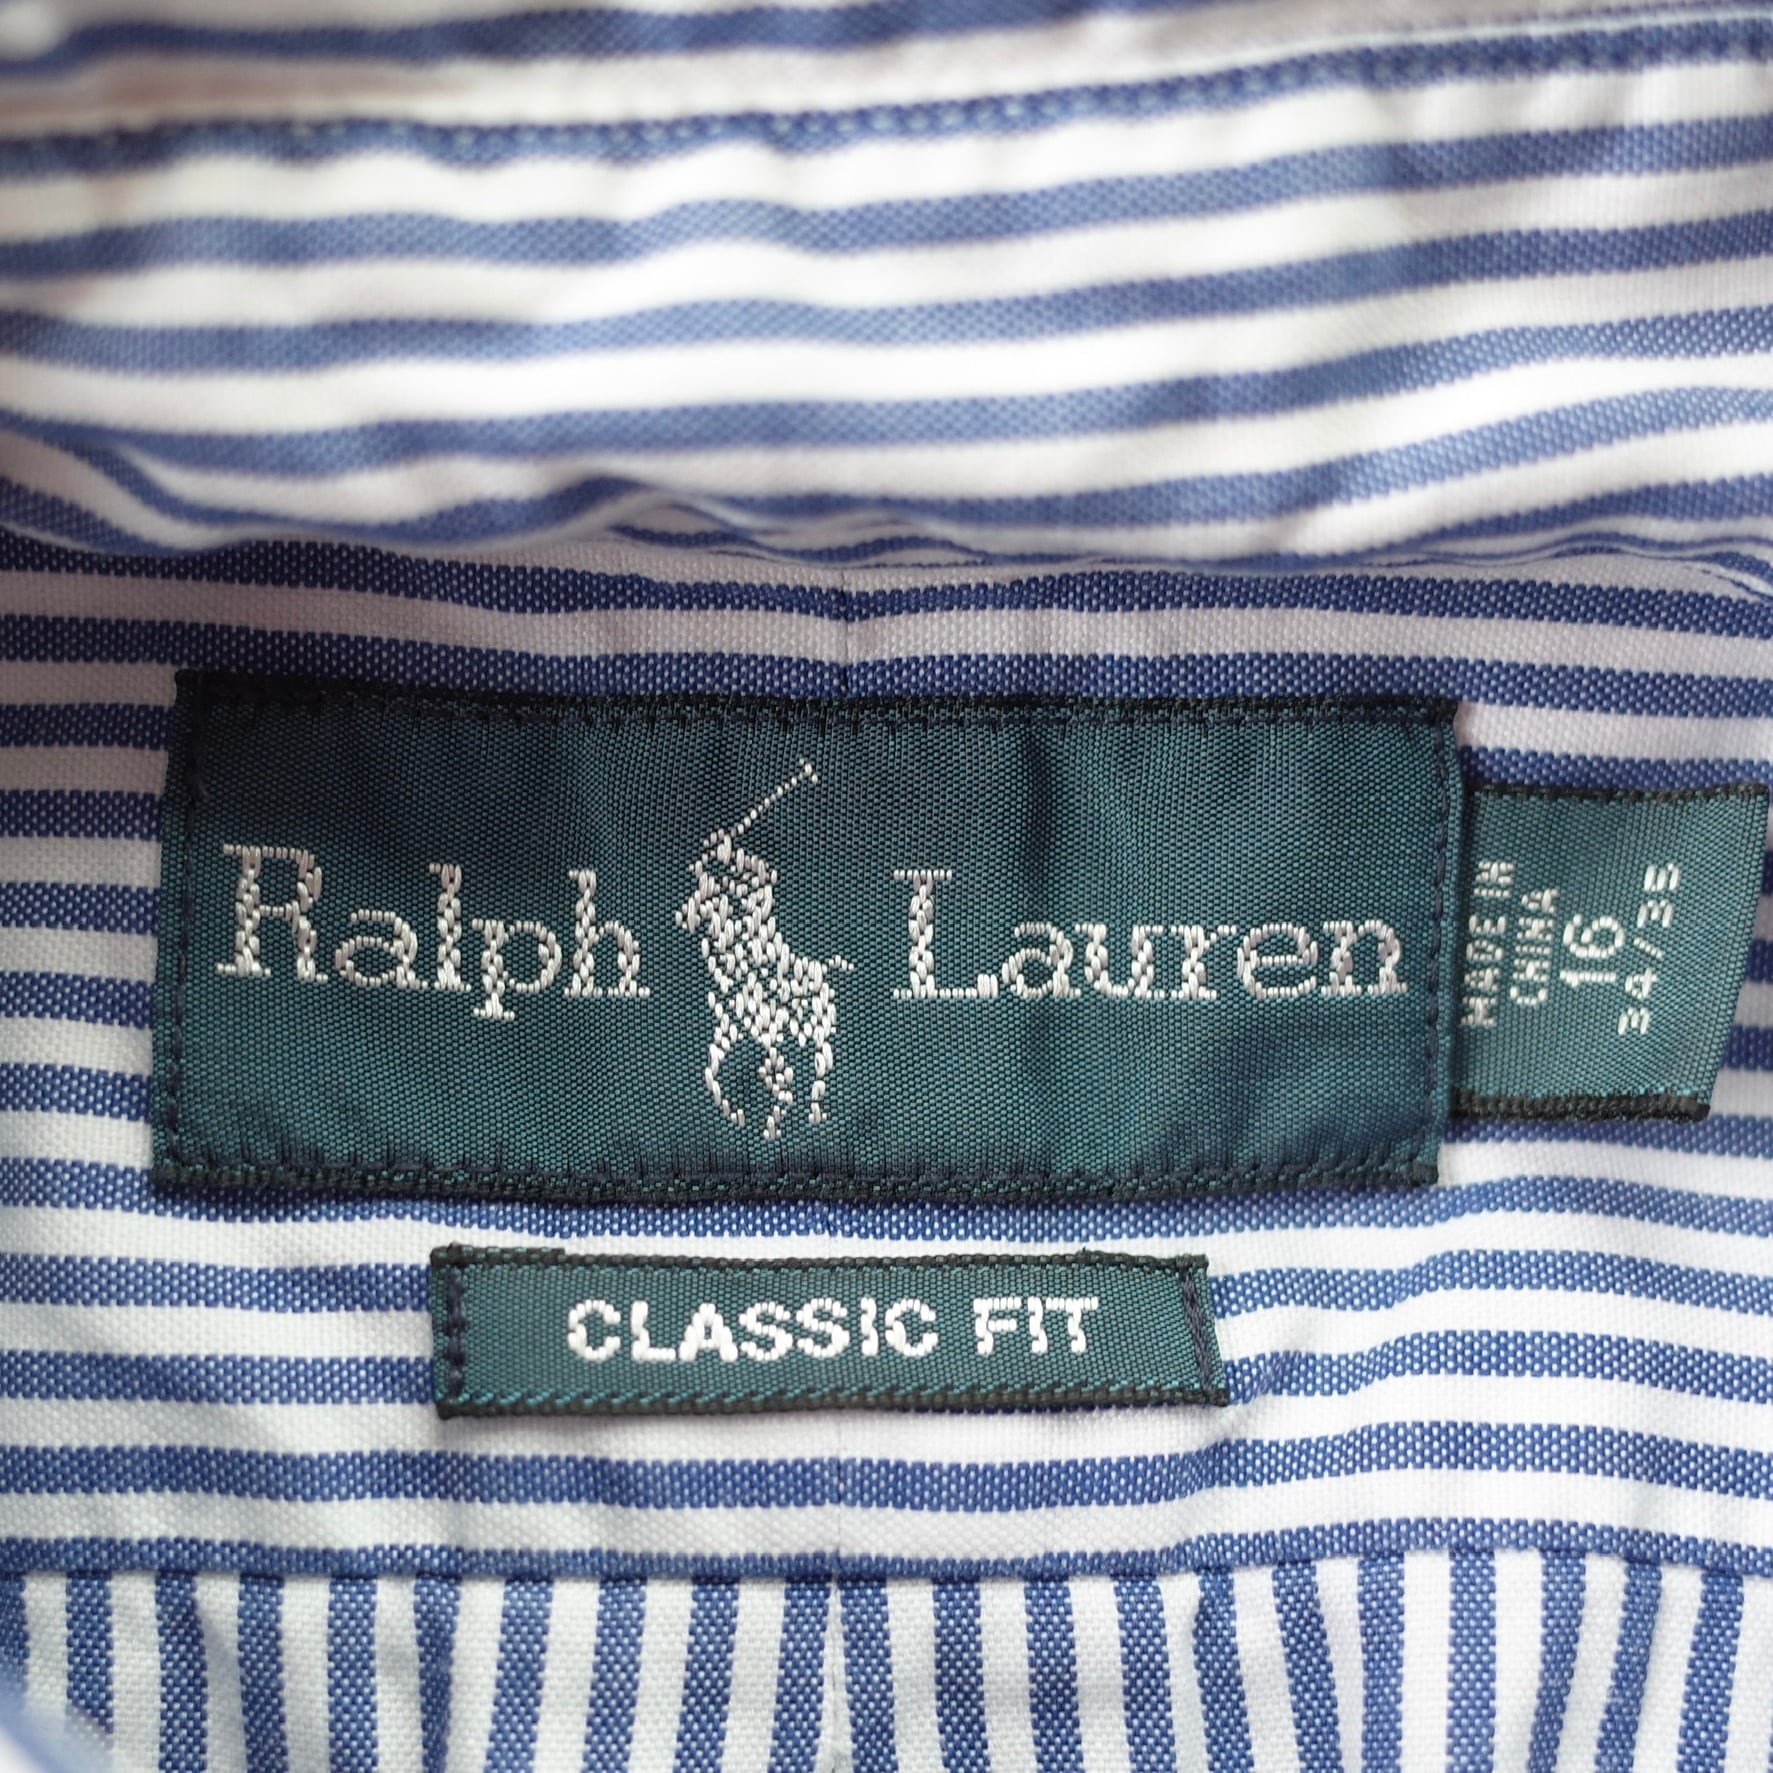 Ralph Lauren
MADE IN
CHINA
16
34/35
CLASSIC FIT